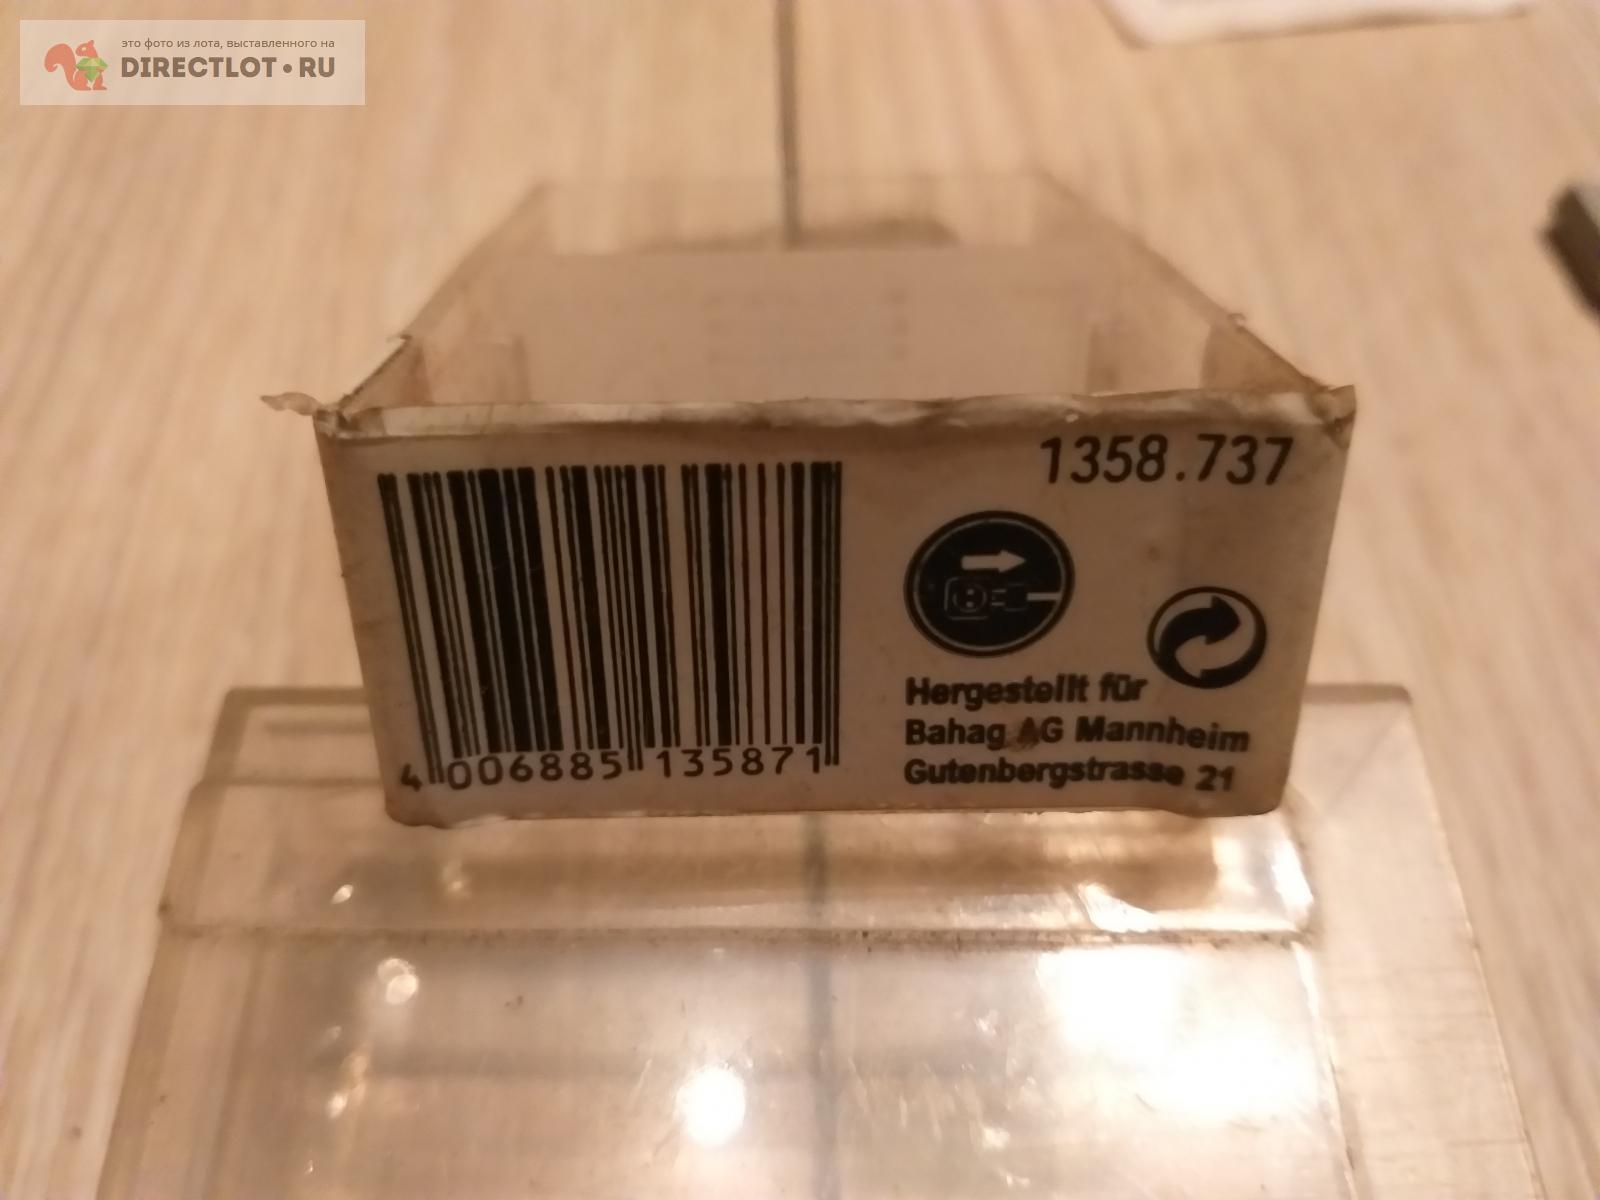 это фото из лота, выставленного на
DIRECTLOT•RU
1358.737
4 006885 135871
Hergestellt für
Bahag AG Mannheim
Gutenbergstrasse 21